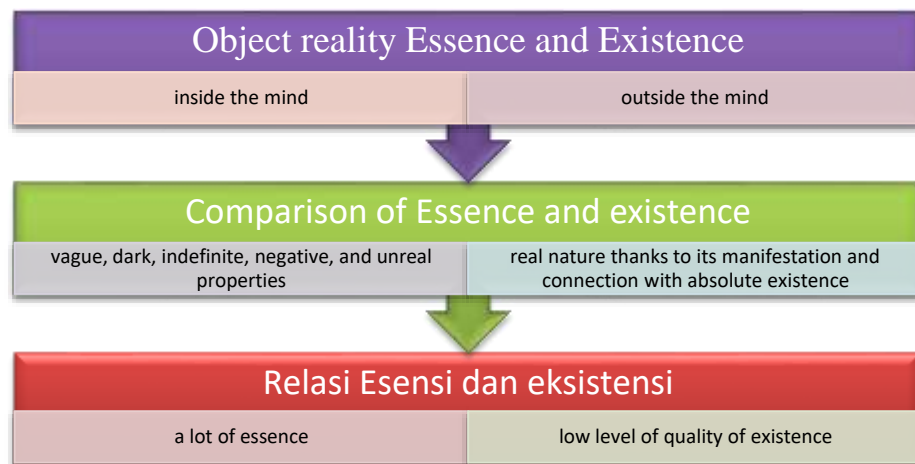 Object reality Essence and Existence
inside the mind
outside the mind
Comparison of Essence and existence
vague, dark, indefinite, negative, and unreal
properties
real nature thanks to its manifestation and
connection with absolute existence
Relasi Esensi dan eksistensi
a lot of essence
low level of quality of existence